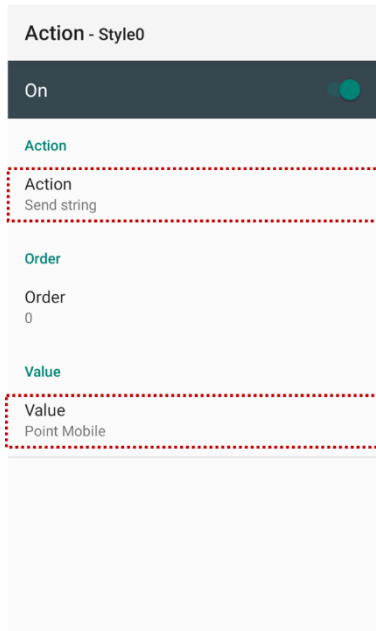 Action - Style0
On
Action
Action
Send string
Order
Order
0
Value
Value
Point Mobile